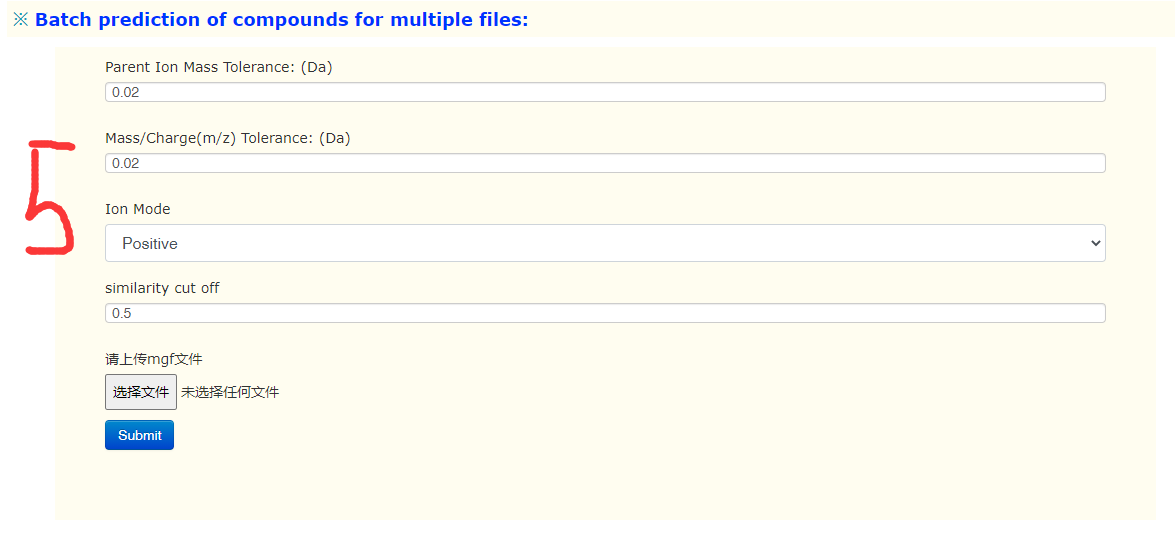 ※ Batch prediction of compounds for multiple files:
Parent Ion Mass Tolerance: (Da)
0.02
Mass/Charge(m/z) Tolerance: (Da)
0.02
5
Ion Mode
Positive
similarity cut off
0.5
请上传mgf文件
选择文件 未选择任何文件
Submit